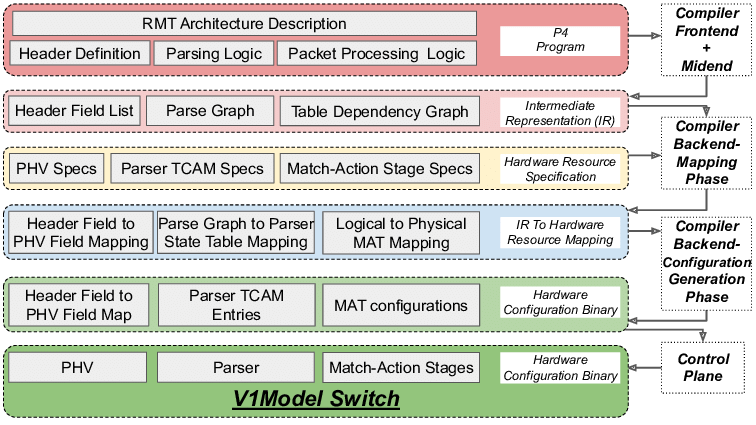 RMT Architecture Description
Header Definition
Parsing Logic
Packet Processing Logic
P4
Program
Compiler
Frontend
+
Midend
Header Field List
Parse Graph
Table Dependency Graph
Intermediate
Representation (IR)
Compiler
Backend-
Mapping
Phase
PHV Specs
Parser TCAM Specs
Match-Action Stage Specs
Hardware Resource
Specification
Header Field to
PHV Field Mapping
Parse Graph to Parser
State Table Mapping
Logical to Physical
MAT Mapping
IR To Hardware
Resource Mapping
Compiler
Backend-
Configuration
Generation
Phase
Header Field to
PHV Field Map
Parser TCAM
Entries
MAT configurations
Hardware
Configuration Binary
PHV
Parser
Match-Action Stages
Hardware
Configuration Binary
Control
Plane
V1Model Switch